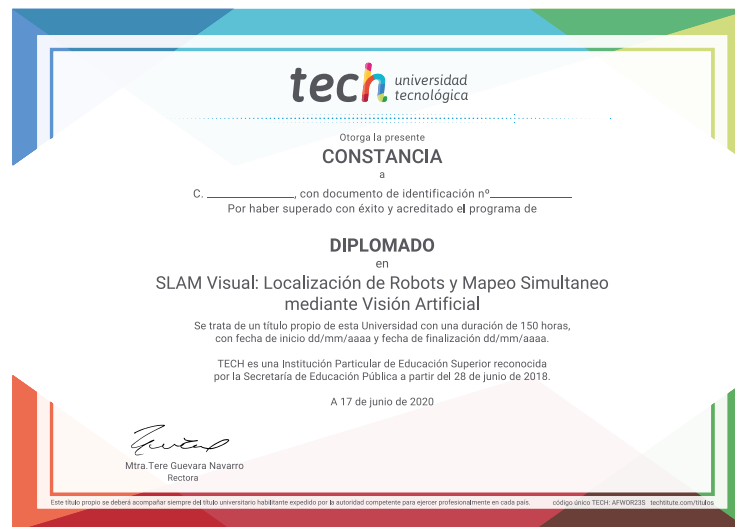 tech universidad
tecnológica
Otorga la presente
CONSTANCIA
a
C. ________________, con documento de identificación nº________________
Por haber superado con éxito y acreditado el programa de
DIPLOMADO
en
SLAM Visual: Localización de Robots y Mapeo Simultaneo
mediante Visión Artificial
Se trata de un título propio de esta Universidad con una duración de 150 horas,
con fecha de inicio dd/mm/aaaa y fecha de finalización dd/mm/aaaa.
TECH es una Institución Particular de Educación Superior reconocida
por la Secretaría de Educación Pública a partir del 28 de junio de 2018.
A 17 de junio de 2020
Mtra.Tere Guevara Navarro
Rectora
Este título propio se deberá acompañar siempre del título universitario habilitante expedido por la autoridad competente para ejercer profesionalmente en cada país. código único TECH: AFWOR235 techtitute.com/títulos